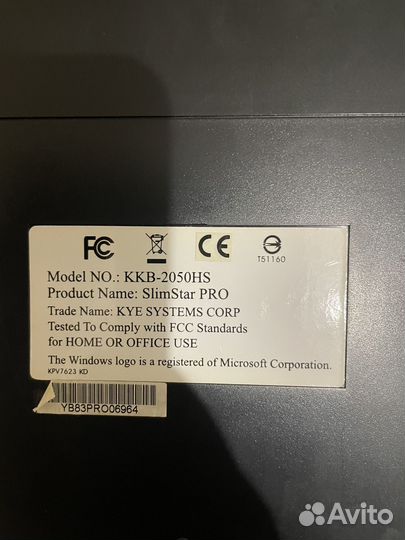 FC CE
T51160
Model NO.: KKB-2050HS
Product Name: SlimStar PRO
Trade Name: KYE SYSTEMS CORP
Tested To Comply with FCC Standards
for HOME OR OFFICE USE
The Windows logo is a registered of Microsoft Corporation.
KPV7623 KD
YB83PRO06964
Avito